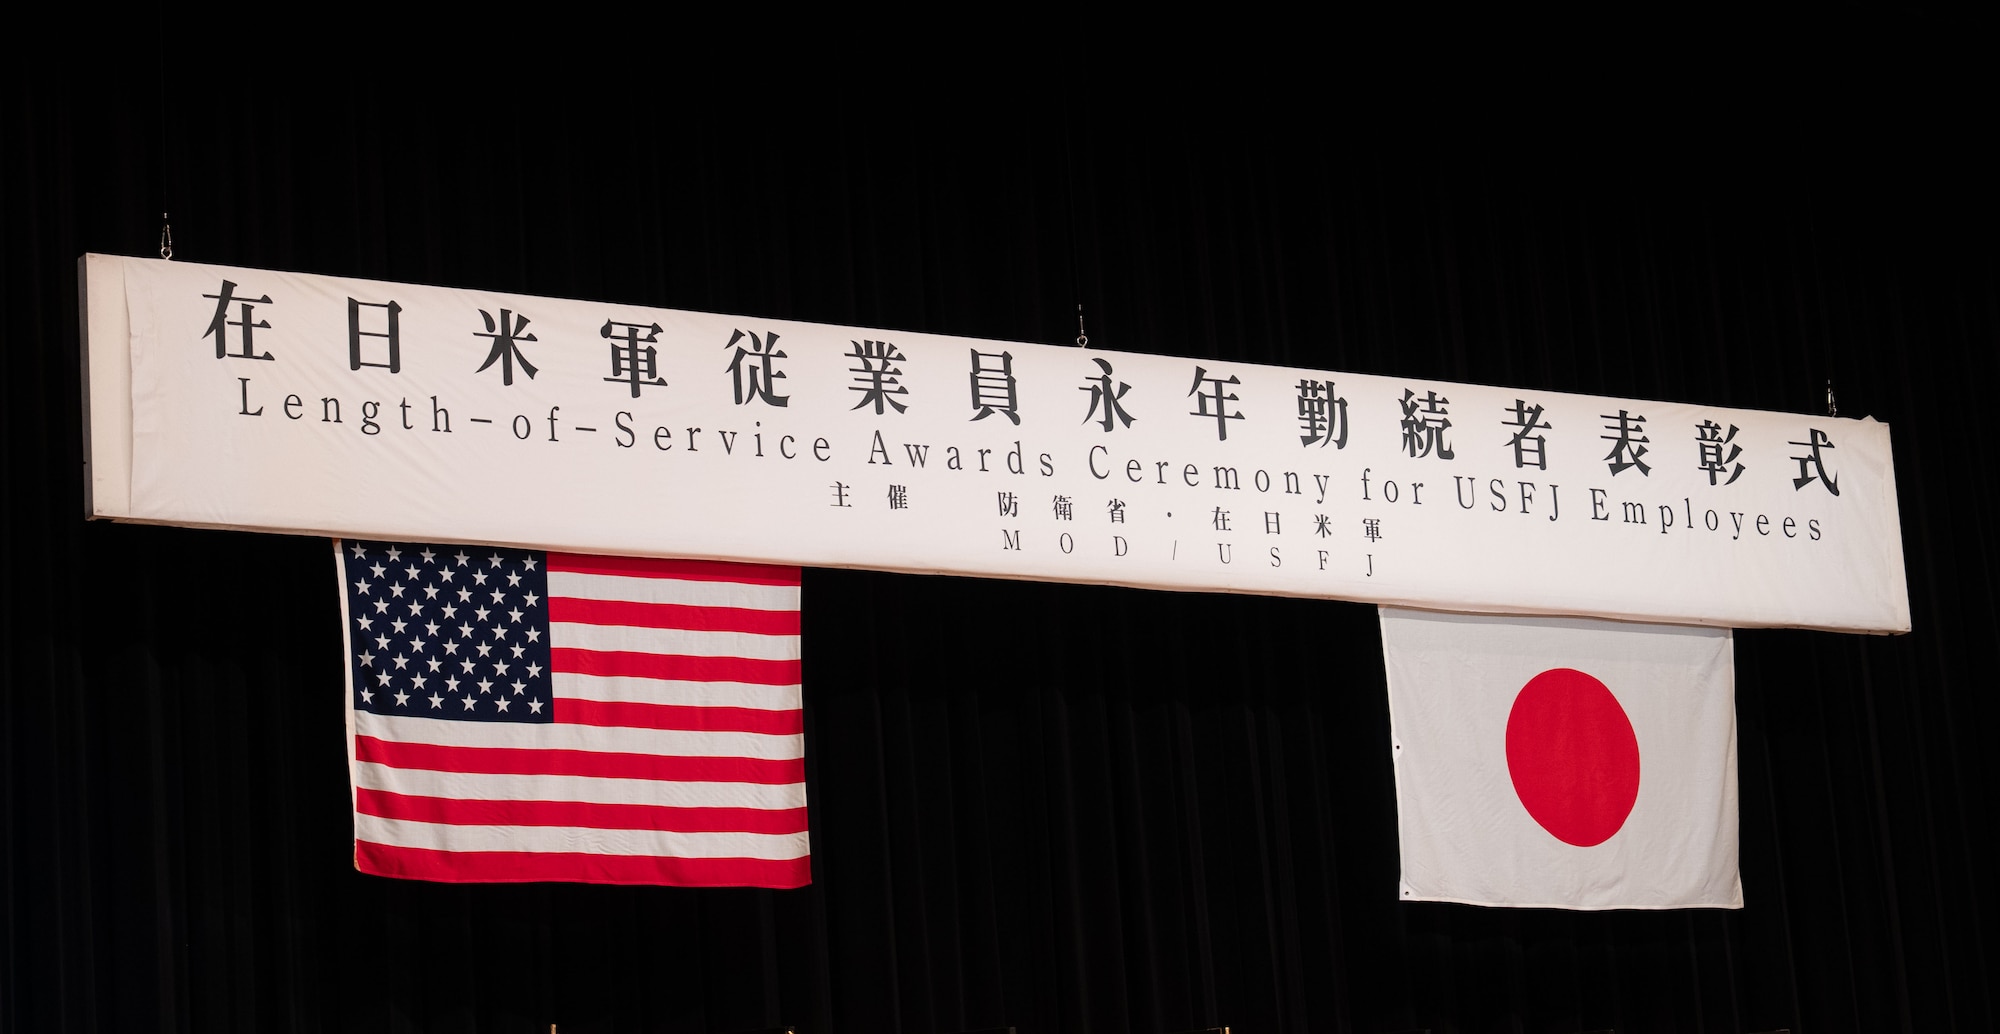 在日米軍従業員永年勤続者表彰式
Length-of-Service Awards Ceremony for USFJ Employees
主催 防衛省・在日米軍
MOD/USFJ